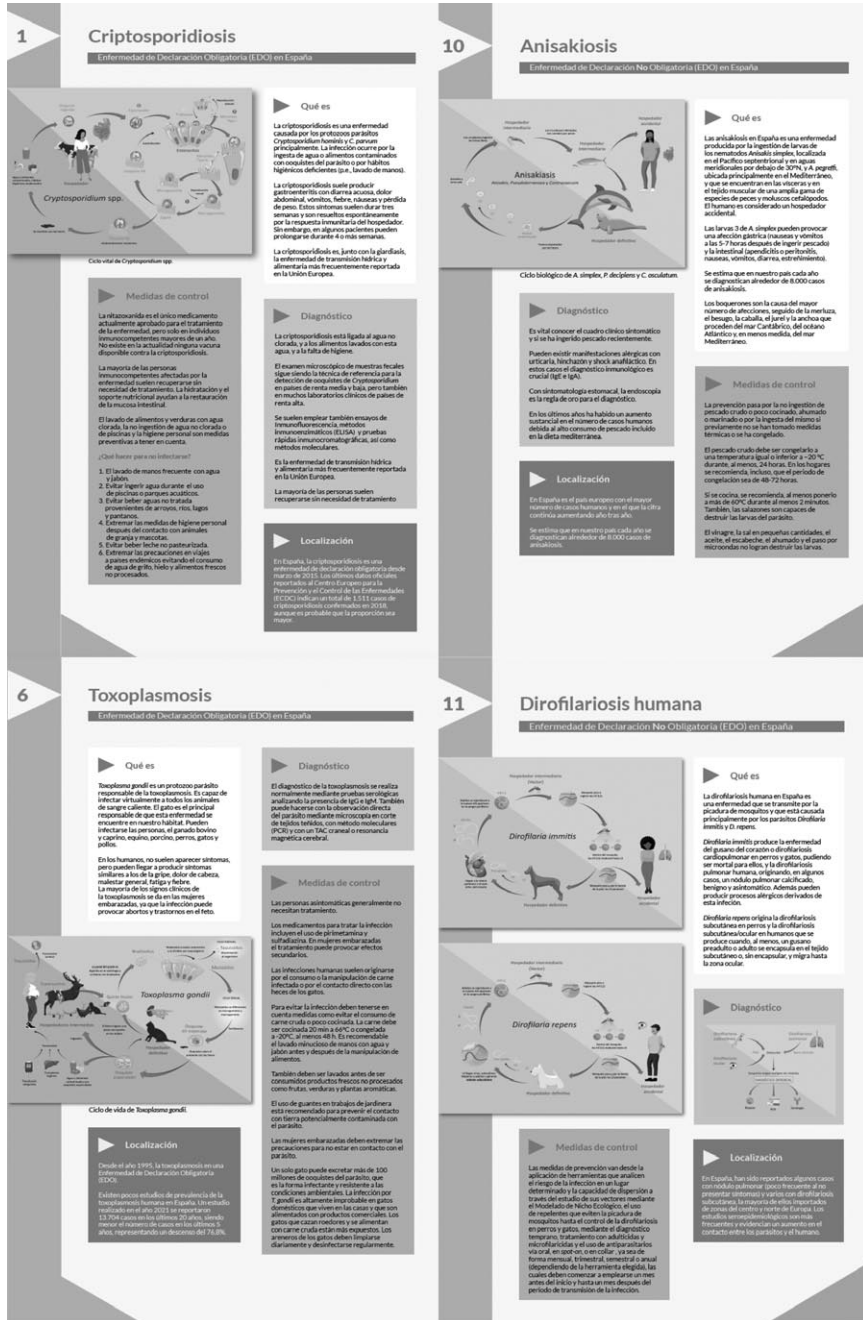 1
Criptosporidiosis
Enfermedad de Declaración Obligatoria (EDO) en España
Cryptosporidium spp.
Ciclo vital de Cryptosporidium spp.
Qué es
La criptosporidiosis es una enfermedad
causada por los protozoos parásitos
Cryptosporidium hominis y C. parvum
principalmente. La infección ocurre por la
ingesta de agua o alimentos contaminados
con ooquistes del parásito o por hábitos
higiénicos deficientes (p.e., lavado de manos).
La criptosporidiosis suele producir
gastroenteritis con diarrea acuosa, dolor
abdominal, vómitos, fiebre, náuseas y pérdida
de peso. Estos síntomas suelen durar tres
semanas y son resueltos espontáneamente
por la respuesta inmunitaria del hospedador.
Sin embargo, en algunos pacientes pueden
prolongarse durante 4 o más semanas.
La criptosporidiosis es, junto con la giardiasis,
la enfermedad de transmisión hídrica y
alimentaria más frecuentemente reportada
en la Unión Europea.
Medidas de control
La nitazoxanida es el único medicamento
actualmente aprobado para el tratamiento
de la enfermedad, pero solo en individuos
inmunocompetentes mayores de un año.
No existe en la actualidad ninguna vacuna
disponible contra la criptosporidiosis.
La mayoría de las personas
inmunocompetentes afectadas por la
enfermedad suelen recuperarse sin
necesidad de tratamiento. La hidratación y el
soporte nutricional ayudan a la restauración
de la mucosa intestinal.
El lavado de alimentos y verduras con agua
clorada, la no ingestión de agua no clorada o
de piscinas y la higiene personal son medidas
preventivas a tener en cuenta.
¿Qué hacer para no infectarse?
1. El lavado de manos frecuente con agua
y jabón.
2. Evitar ingerir agua durante el uso
de piscinas o parques acuáticos.
3. Evitar beber aguas no tratada
provenientes de arroyos, ríos, lagos
y pantanos.
4. Extremar las medidas de higiene personal
después del contacto con animales
de granja y mascotas.
5. Evitar beber leche no pasteurizada.
6. Extremar las precauciones en viajes
a países endémicos evitando el consumo
de agua de grifo, hielo y alimentos frescos
no procesados.
Diagnóstico
La criptosporidiosis está ligada al agua no
clorada, y a los alimentos lavados con esta
agua, y a la falta de higiene.
El examen microscópico de muestras fecales
sigue siendo la técnica de referencia para la
detección de ooquistes de Cryptosporidium
en países de renta media y baja, pero también
en muchos laboratorios clínicos de países de
renta alta.
Se suelen emplear también ensayos de
Inmunofluorescencia, métodos
inmunoenzimáticos (ELISA) y pruebas
rápidas inmunocromatográficas, así como
métodos moleculares.
Es la enfermedad de transmisión hídrica
y alimentaria más frecuentemente reportada
en la Unión Europea.
La mayoría de las personas suelen
recuperarse sin necesidad de tratamiento
Localización
En España, la criptosporidiosis es una
enfermedad de declaración obligatoria desde
marzo de 2015. Los últimos datos oficiales
reportados al Centro Europeo para la
Prevención y el Control de las Enfermedades
(ECDC) indican un total de 1.511 casos de
criptosporidiosis confirmados en 2018,
aunque es probable que la proporción sea
mayor.
10
Anisakiosis
Enfermedad de Declaración No Obligatoria (EDO) en España
Hospedador
intermediario
Hospedador
accidental
Hospedador
intermediario
Anisakiasis
Anisakis, Pseudoterranova y Contracaecum
Hospedador definitivo
Ciclo biológico de A. simplex, P. decipiens y C. osculatum.
Qué es
Las anisakiosis en España es una enfermedad
producida por la ingestión de larvas de
los nematodos Anisakis simplex, localizada
en el Pacífico septentrional y en aguas
meridionales por debajo de 30ºN, y A. pegreffi,
ubicada principalmente en el Mediterráneo,
y que se encuentran en las vísceras y en
el tejido muscular de una amplia gama de
especies de peces y moluscos cefalópodos.
El humano es considerado un hospedador
accidental.
Las larvas 3 de A. simplex pueden provocar
una afección gástrica (nauseas y vómitos
a las 5-7 horas después de ingerir pescado)
y la intestinal (apendicitis o peritonitis,
nauseas, vómitos, diarrea, estreñimiento).
Se estima que en nuestro país cada año
se diagnostican alrededor de 8.000 casos
de anisakiosis.
Los boquerones son la causa del mayor
número de afecciones, seguido de la merluza,
el besugo, la caballa, el jurel y la anchoa que
proceden del mar Cantábrico, del océano
Atlántico y, en menos medida, del mar
Mediterráneo.
Diagnóstico
Es vital conocer el cuadro clínico sintomático
y si se ha ingerido pescado recientemente.
Pueden existir manifestaciones alérgicas con
urticaria, hinchazón y shock anafiláctico. En
estos casos el diagnóstico inmunológico es
crucial (IgE e IgA).
Con sintomatología estomacal, la endoscopia
es la regla de oro para el diagnóstico.
En los últimos años ha habido un aumento
sustancial en el número de casos humanos
debida al alto consumo de pescado incluido
en la dieta mediterránea.
Localización
En España es el país europeo con el mayor
número de casos humanos y en el que la cifra
continúa aumentando año tras año.
Se estima que en nuestro país cada año se
diagnostican alrededor de 8.000 casos de
anisakiosis.
Medidas de control
La prevención pasa por la no ingestión de
pescado crudo o poco cocinado, ahumado
o marinado o por la ingesta del mismo si
previamente no se han tomado medidas
térmicas o se ha congelado.
El pescado crudo debe ser congelarlo a
una temperatura igual o inferior a −20 ºC
durante, al menos, 24 horas. En los hogares
se recomienda, incluso, que el periodo de
congelación sea de 48-72 horas.
Si se cocina, se recomienda, al menos ponerlo
a más de 60ºC durante al menos 2 minutos.
También, las salazones son capaces de
destruir las larvas del parásito.
El vinagre, la sal en pequeñas cantidades, el
aceite, el escabeche, el ahumado y el paso por
microondas no logran destruir las larvas.
6
Toxoplasmosis
Enfermedad de Declaración Obligatoria (EDO) en España
Qué es
Toxoplasma gondii es un protozoo parásito
responsable de la toxoplasmosis. Es capaz de
infectar virtualmente a todos los animales
de sangre caliente. El gato es el principal
responsable de que esta enfermedad se
encuentre en nuestro hábitat. Pueden
infectarse las personas, el ganado bovino
y caprino, equino, porcino, perros, gatos y
pollos.
En los humanos, no suelen aparecer síntomas,
pero pueden llegar a producir síntomas
similares a los de la gripe, dolor de cabeza,
malestar general, fatiga y fiebre.
La mayoría de los signos clínicos de
la toxoplasmosis se da en las mujeres
embarazadas, ya que la infección puede
provocar abortos y trastornos en el feto.
Toxoplasma gondii
Ciclo de vida de Toxoplasma gondii.
Localización
Desde el año 1995, la toxoplasmosis en una
Enfermedad de Declaración Obligatoria
(EDO).
Existen pocos estudios de prevalencia de la
toxoplasmosis humana en España. Un estudio
realizado en el año 2021 se reportaron
13.704 casos en los últimos 20 años, siendo
menor el número de casos en los últimos 5
años, representando un descenso del 76,8%.
Diagnóstico
El diagnóstico de la toxoplasmosis se realiza
normalmente mediante pruebas serológicas
analizando la presencia de IgG e IgM. También
puede hacerse con la observación directa
del parásito mediante microscopía en corte
de tejidos teñidos, con método moleculares
(PCR) y con un TAC craneal o resonancia
magnética cerebral.
Medidas de control
Las personas asintomáticas generalmente no
necesitan tratamiento.
Los medicamentos para tratar la infección
incluyen el uso de pirimetamina y
sulfadiazina. En mujeres embarazadas
el tratamiento puede provocar efectos
secundarios.
Las infecciones humanas suelen originarse
por el consumo o la manipulación de carne
infectada o por el contacto directo con las
heces de los gatos.
Para evitar la infección deben tenerse en
cuenta medidas como evitar el consumo de
carne cruda o poco cocinada. La carne debe
ser cocinada 20 min a 66ºC o congelada
a -20ºC, al menos 48 h. Es recomendable
el lavado minucioso de manos con agua y
jabón antes y después de la manipulación de
alimentos.
También deben ser lavados antes de ser
consumidos productos frescos no procesados
como frutas, verduras y plantas aromáticas.
El uso de guantes en trabajos de jardinera
está recomendado para prevenir el contacto
con tierra potencialmente contaminada con
el parásito.
Las mujeres embarazadas deben extremar las
precauciones para no estar en contacto con el
parásito.
Un solo gato puede excretar más de 100
millones de ooquistes del parásito, que
es la forma infectante y resistente a las
condiciones ambientales. La infección por
T. gondii es altamente improbable en gatos
domésticos que viven en las casas y que son
alimentados con productos comerciales. Los
gatos que cazan roedores y se alimentan
con carne cruda están más expuestos. Los
areneros de los gatos deben limpiarse
diariamente y desinfectarse regularmente.
11
Dirofilariosis humana
Enfermedad de Declaración No Obligatoria (EDO) en España
Hospedador intermediario
(Vector)
Dirofilaria immitis
Hospedador definitivo
Hospedador
accidental
Hospedador intermediario
(Vector)
Dirofilaria repens
Hospedador definitivo
Hospedador
accidental
Qué es
La dirofilariosis humana en España es
una enfermedad que se transmite por la
picadura de mosquitos y que está causada
principalmente por los parásitos Dirofilaria
immitis y D. repens.
Dirofilaria immitis produce la enfermedad
del gusano del corazón o dirofilariosis
cardiopulmonar en perros y gatos, pudiendo
ser mortal para ellos, y la dirofilariosis
pulmonar humana, originando, en algunos
casos, un nódulo pulmonar calcificado,
benigno y asintomático. Además pueden
producir procesos alérgicos derivados de
esta infeción.
Dirofilaria repens origina la dirofilariosis
subcutánea en perros y la dirofilariosis
subcutánea/ocular en humanos que se
produce cuando, al menos, un gusano
preadulto o adulto se encapsula en el tejido
subcutáneo o, sin encapsular, y migra hasta
la zona ocular.
Diagnóstico
Medidas de control
Las medidas de prevención van desde la
aplicación de herramientas que analicen
el riesgo de la infección en un lugar
determinado y la capacidad de dispersión a
través del estudio de sus vectores mediante
el Modelado de Nicho Ecológico, el uso
de repelentes que eviten la picadura de
mosquitos hasta el control de la dirofilariosis
en perros y gatos, mediante el diagnóstico
temprano, tratamiento con adulticidas y
microfilaricidas y el uso de antiparasitarios
vía oral, en spot-on, o en collar, ya sea de
forma mensual, trimestral, semestral o anual
(dependiendo de la herramienta elegida), las
cuales deben comenzar a emplearse un mes
antes del inicio y hasta un mes después del
periodo de transmisión de la infección.
Localización
En España, han sido reportados algunos casos
con nódulo pulmonar (poco frecuente al no
presentar síntomas) y varios con dirofilariosis
subcutánea, la mayoría de ellos importados
de zonas del centro y norte de Europa. Los
estudios seroepidemiológicos son más
frecuentes y evidencian un aumento en el
contacto entre los parásitos y el humano.